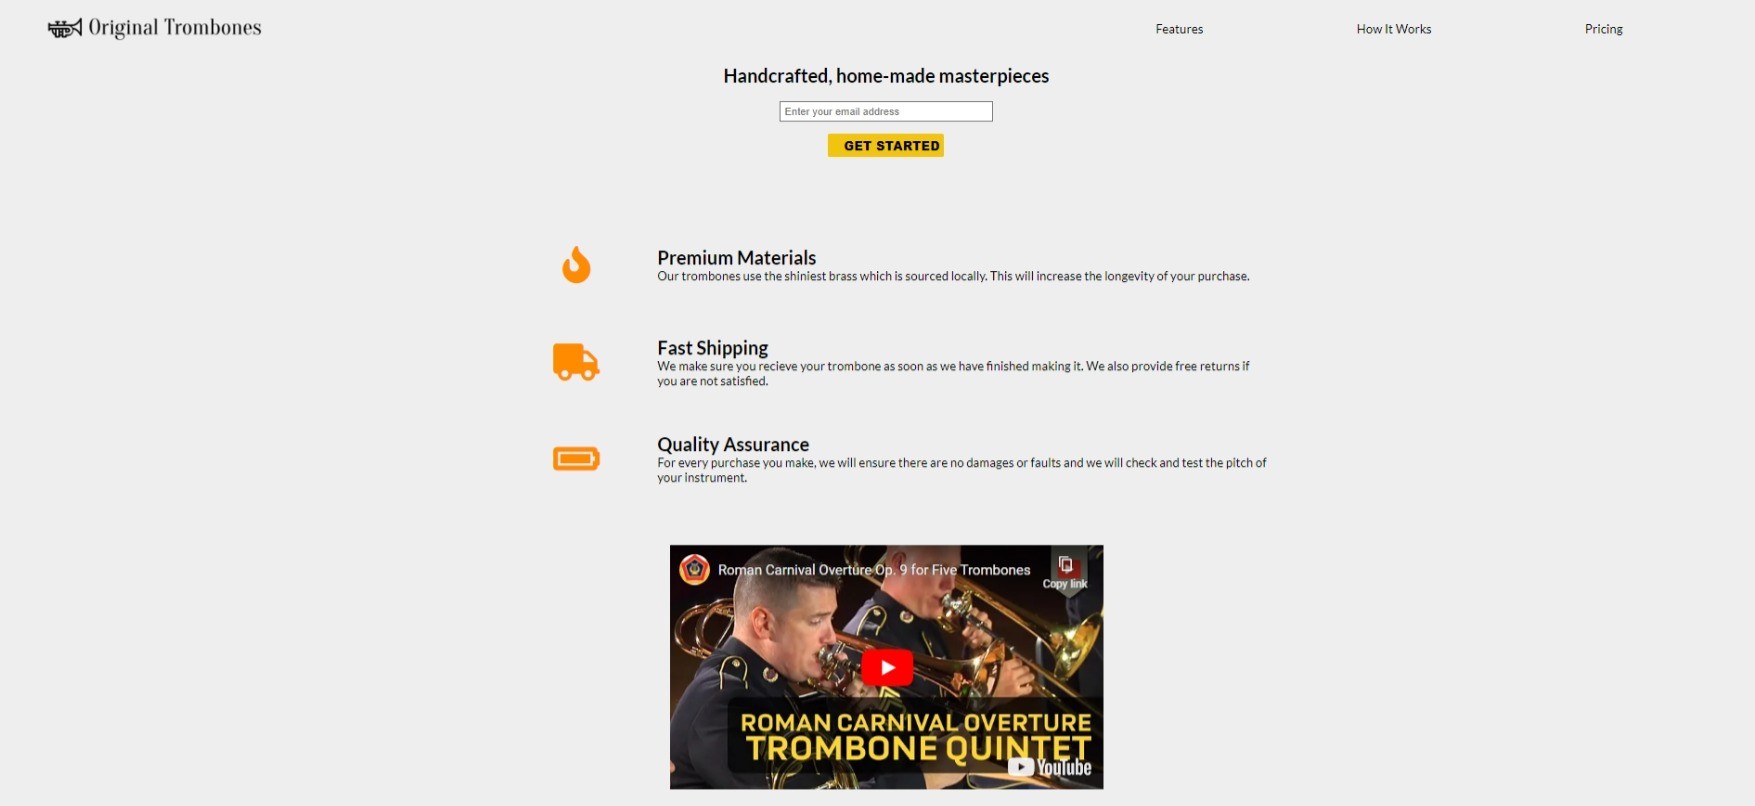 Original Trombones
Features
How It Works
Pricing
Handcrafted, home-made masterpieces
Enter your email address
GET STARTED
Premium Materials
Our trombones use the shiniest brass which is sourced locally. This will increase the longevity of your purchase.
Fast Shipping
We make sure you recieve your trombone as soon as we have finished making it. We also provide free returns if
you are not satisfied.
Quality Assurance
For every purchase you make, we will ensure there are no damages or faults and we will check and test the pitch of
your instrument.
Roman Carnival Overture Op. 9 for Five Trombones
Copy link
ROMAN CARNIVAL OVERTURE
TROMBONE QUINTET
YouTube